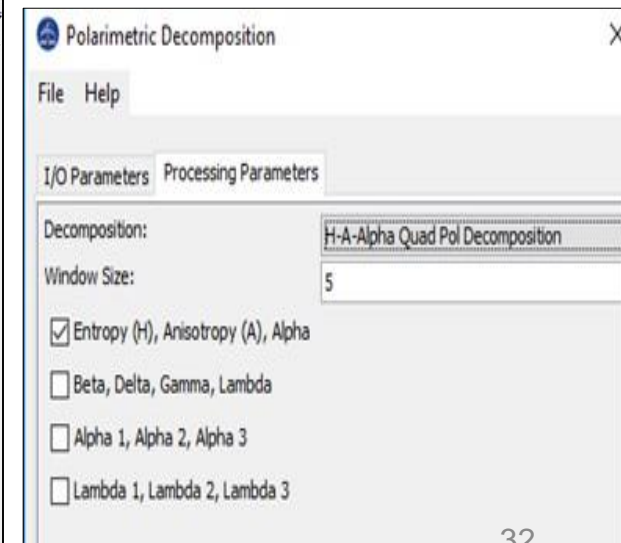 Polarimetric Decomposition
File Help
I/O Parameters Processing Parameters
Decomposition: H-A-Alpha Quad Pol Decomposition
Window Size: 5
Entropy (H), Anisotropy (A), Alpha
Beta, Delta, Gamma, Lambda
Alpha 1, Alpha 2, Alpha 3
Lambda 1, Lambda 2, Lambda 3
32